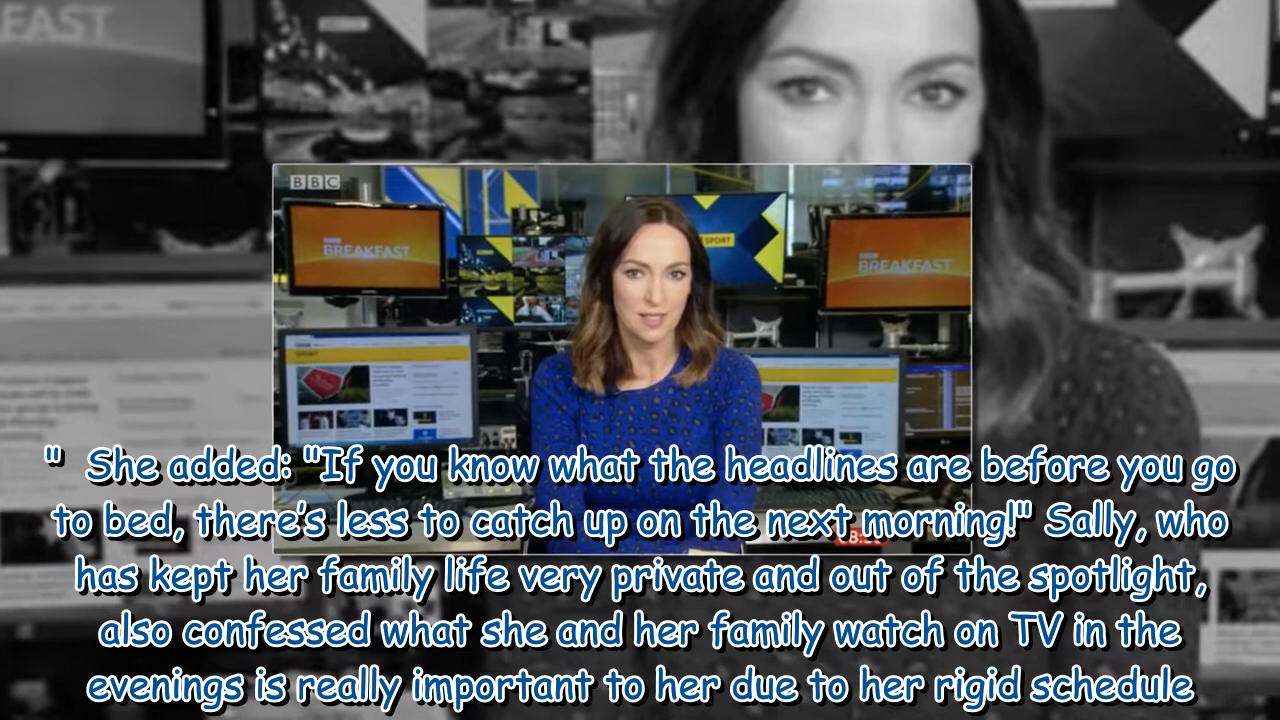 EAST
BBC
SPORT
BREAKFAST
BREAKFAST
SPORT
" She added: "If you know what the headlines are before you go
to bed, there's less to catch up on the next morning!" Sally, who
has kept her family life very private and out of the spotlight,
also confessed what she and her family watch on TV in the
evenings is really important to her due to her rigid schedule